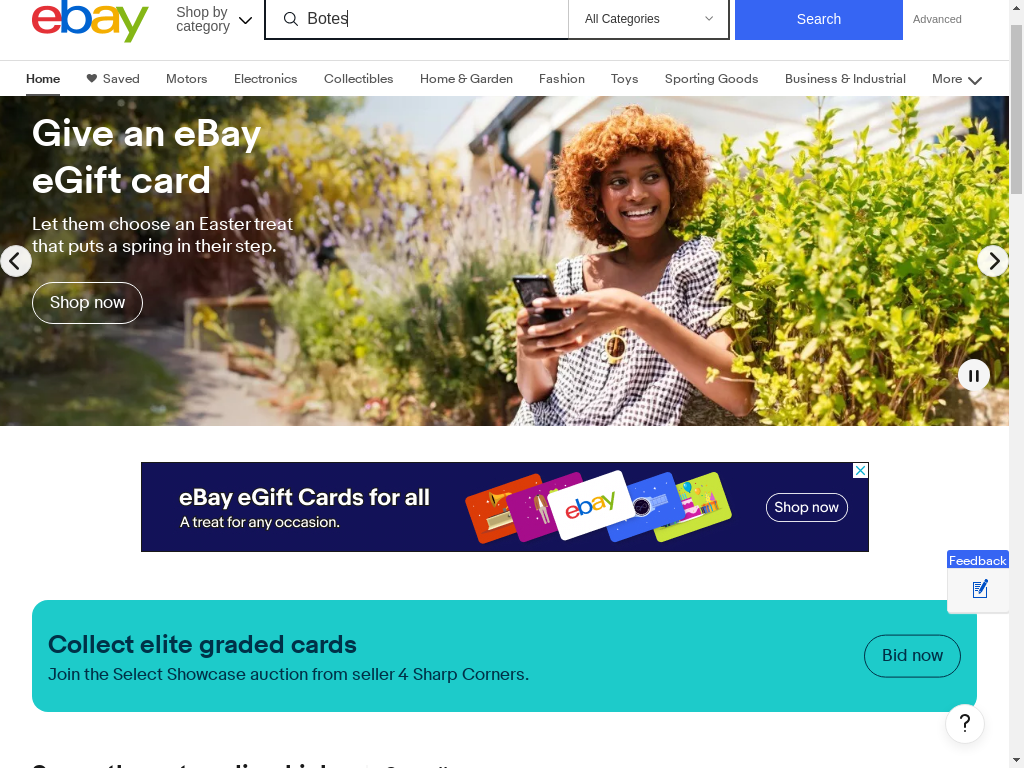 ebay
Shop by
category
Botes
All Categories
Search
Advanced
Home
Saved
Motors
Electronics
Collectibles
Home & Garden
Fashion
Toys
Sporting Goods
Business & Industrial
More
Give an eBay
eGift card
Let them choose an Easter treat
that puts a spring in their step.
Shop now
eBay eGift Cards for all
A treat for any occasion.
ebay
Shop now
Feedback
Collect elite graded cards
Join the Select Showcase auction from seller 4 Sharp Corners.
Bid now
?